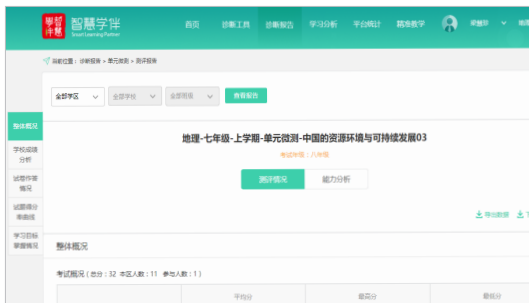 智慧学伴
Smart Learning Partner
首页 诊断工具 诊断报告 学习分析 平台统计 精准教学
当前位置：诊断报告 > 单元微测 > 测评报告
全部学区 全部学校 全部班级 查看报告
整体概况
学校成绩
分析
试卷作答
情况
试题得分
率曲线
学习目标
掌握情况
地理-七年级-上学期-单元微测-中国的资源环境与可持续发展03
考试年级：八年级
测评情况 能力分析
导出数据 下
整体概况
考试概况 ( 总分：32 本区人数：11 参与人数：1 )
平均分 最高分 最低分